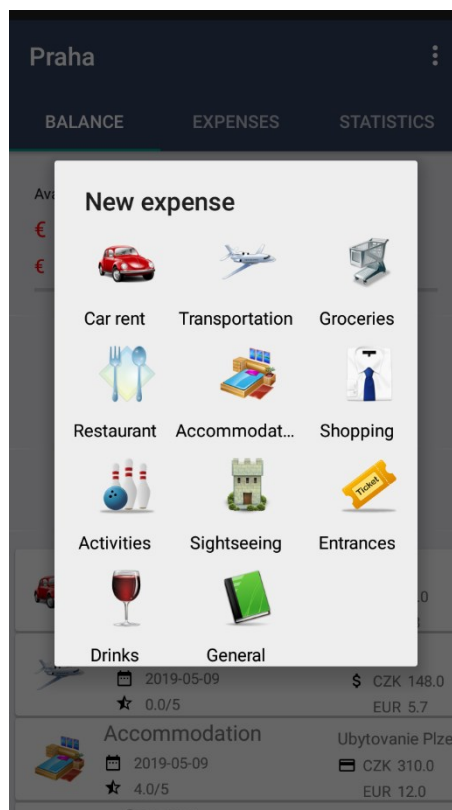 Praha
BALANCE EXPENSES STATISTICS
New expense
€
€
Car rent Transportation Groceries
Restaurant Accommodat... Shopping
Ticket
Activities Sightseeing Entrances
Drinks General
2019-05-09 $ CZK 148.0
0.0/5 EUR 5.7
Accommodation Ubytovanie Plze
2019-05-09 CZK 310.0
4.0/5 EUR 12.0